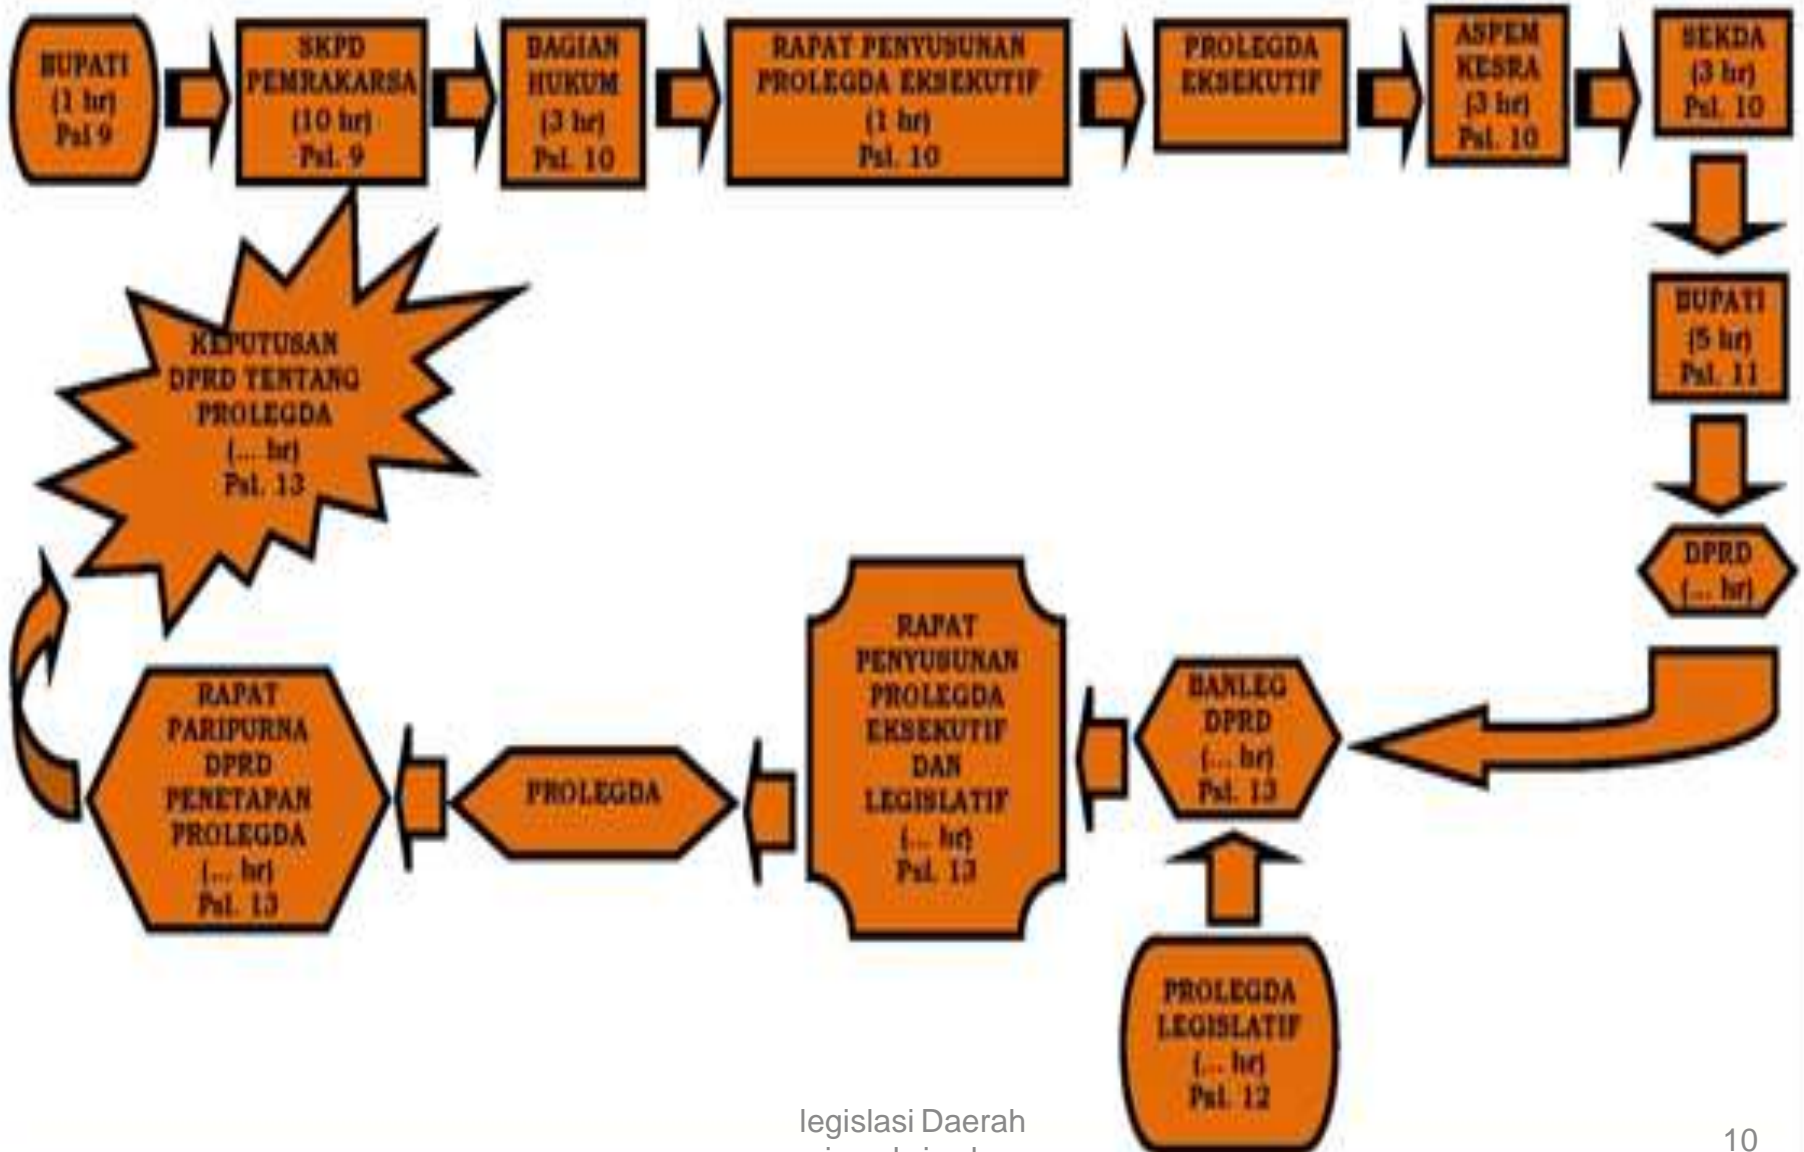 BUPATI
(1 hr)
Psl 9
SKPD
PEMRAKARSA
(10 hr)
Psl. 9
BAGIAN
HUKUM
(3 hr)
Psl. 10
RAPAT PENYUSUNAN
PROLEGDA EKSEKUTIF
(1 hr)
Psl. 10
PROLEGDA
EKSEKUTIF
ASPEM
KESRA
(3 hr)
Psl. 10
SEKDA
(3 hr)
Psl. 10
BUPATI
(5 hr)
Psl. 11
DPRD
(... hr)
BANLEG
DPRD
(... hr)
Psl. 13
PROLEGDA
LEGISLATIF
(... hr)
Psl. 12
RAPAT
PENYUSUNAN
PROLEGDA
EKSEKUTIF
DAN
LEGISLATIF
(... hr)
Psl. 13
PROLEGDA
RAPAT
PARIPURNA
DPRD
PENETAPAN
PROLEGDA
(... hr)
Psl. 13
KEPUTUSAN
DPRD TENTANG
PROLEGDA
(... hr)
Psl. 13
legislasi Daerah
10